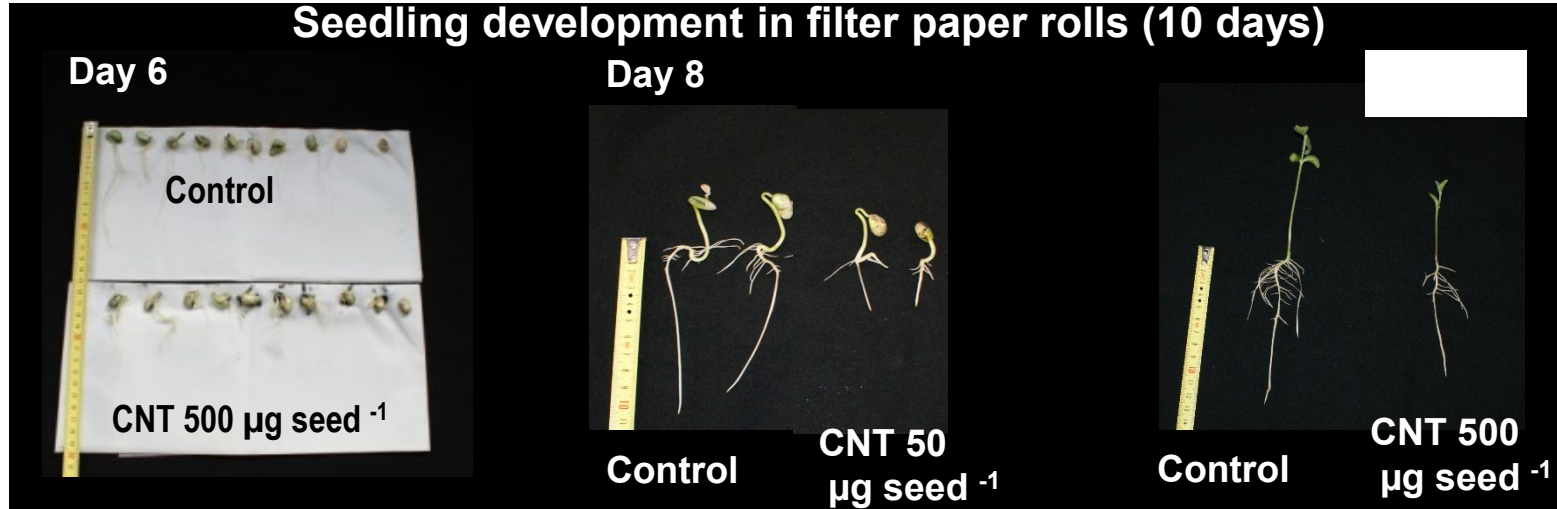 Seedling development in filter paper rolls (10 days)
Day 6
Control
CNT 500 µg seed -1
Day 8
Control
CNT 50
µg seed -1
Control
CNT 500
µg seed -1